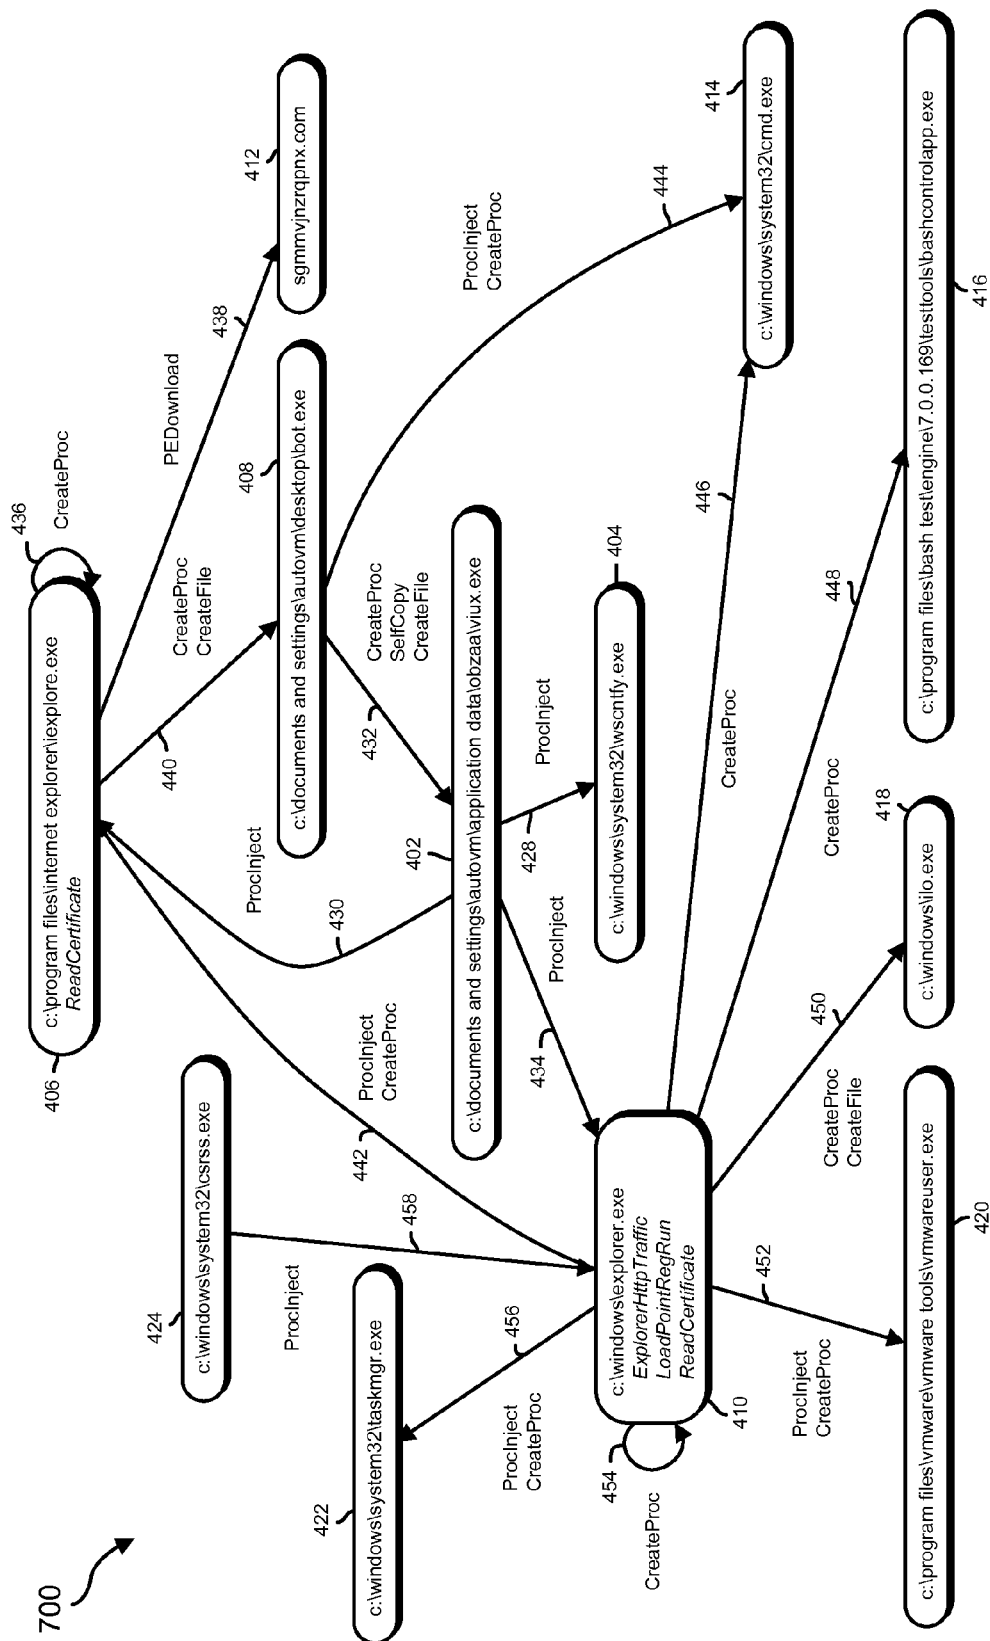 700
406
c:\program files\internet explorer\iexplore.exe
ReadCertificate
436
CreateProc
424
c:\windows\system32\csrss.exe
ProcInject
458
442
ProcInject
CreateProc
ProcInject
430
440
CreateProc
CreateFile
PEDownload
438
412
sgmmvjnzrqpnx.com
408
c:\documents and settings\autovm\desktop\bot.exe
422
c:\windows\system32\taskmgr.exe
456
ProcInject
CreateProc
402
c:\documents and settings\autovm\application data\obzaa\viux.exe
432
CreateProc
SelfCopy
CreateFile
ProcInject
CreateProc
444
434
ProcInject
428
ProcInject
404
c:\windows\system32\wscntfy.exe
454
CreateProc
c:\windows\explorer.exe
ExplorerHttpTraffic
LoadPointRegRun
ReadCertificate
410
446
CreateProc
414
c:\windows\system32\cmd.exe
ProcInject
CreateProc
452
CreateProc
CreateFile
450
CreateProc
448
420
c:\program files\vmware\vmware tools\vmwareuser.exe
418
c:\windows\ilo.exe
c:\program files\bash test\engine\7.0.0.169\testtools\bashcontrolapp.exe
416